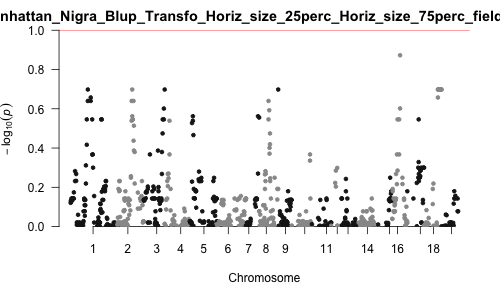 nhattan_Nigra_Blup_Transfo_Horiz_size_25perc_Horiz_size_75perc_field
1.0
0.8
0.6
0.4
0.2
0.0
− log10(p)
1 2 3 4 5 6 7 8 9 11 14 16 18
Chromosome